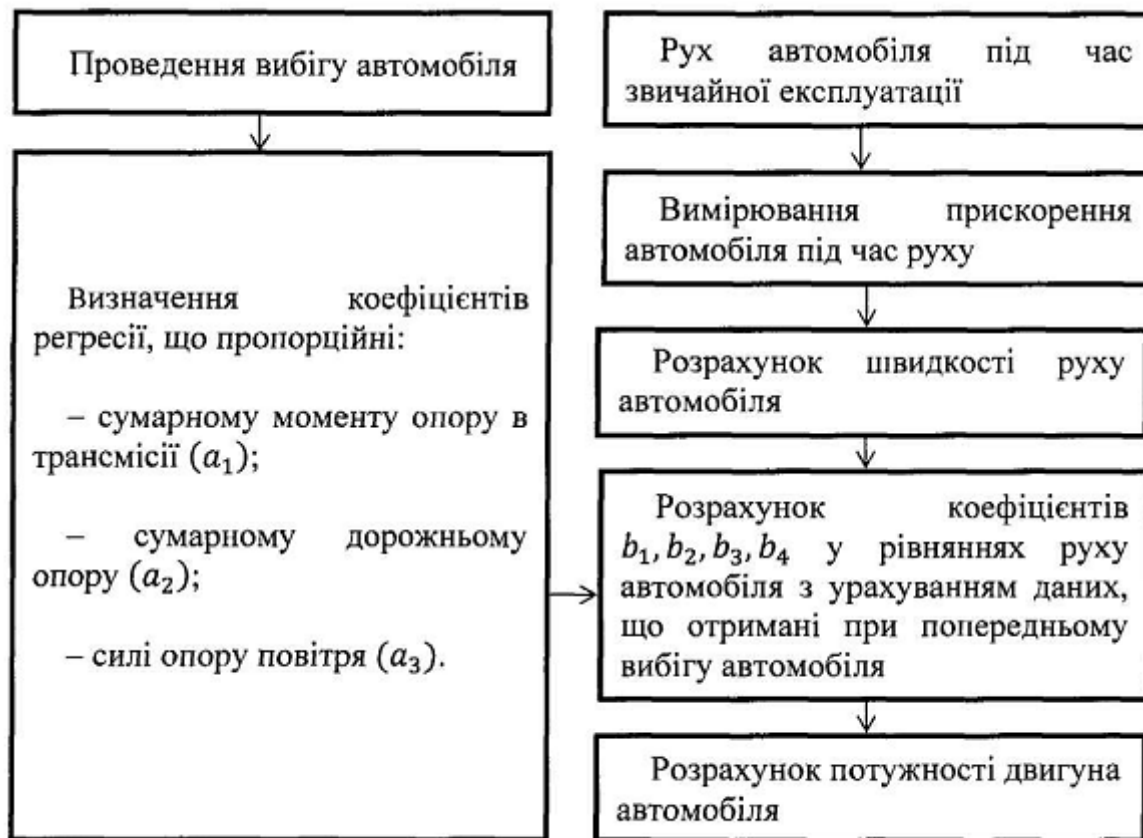 Проведення вибігу автомобіля
Визначення коефіцієнтів
регресії, що пропорційні:
– сумарному моменту опору в
трансмісії (a₁);
– сумарному дорожньому
опору (a₂);
– силі опору повітря (a₃).
Рух автомобіля під час
звичайної експлуатації
Вимірювання прискорення
автомобіля під час руху
Розрахунок швидкості руху
автомобіля
Розрахунок коефіцієнтів
b₁, b₂, b₃, b₄ у рівняннях руху
автомобіля з урахуванням даних,
що отримані при попередньому
вибігу автомобіля
Розрахунок потужності двигуна
автомобіля